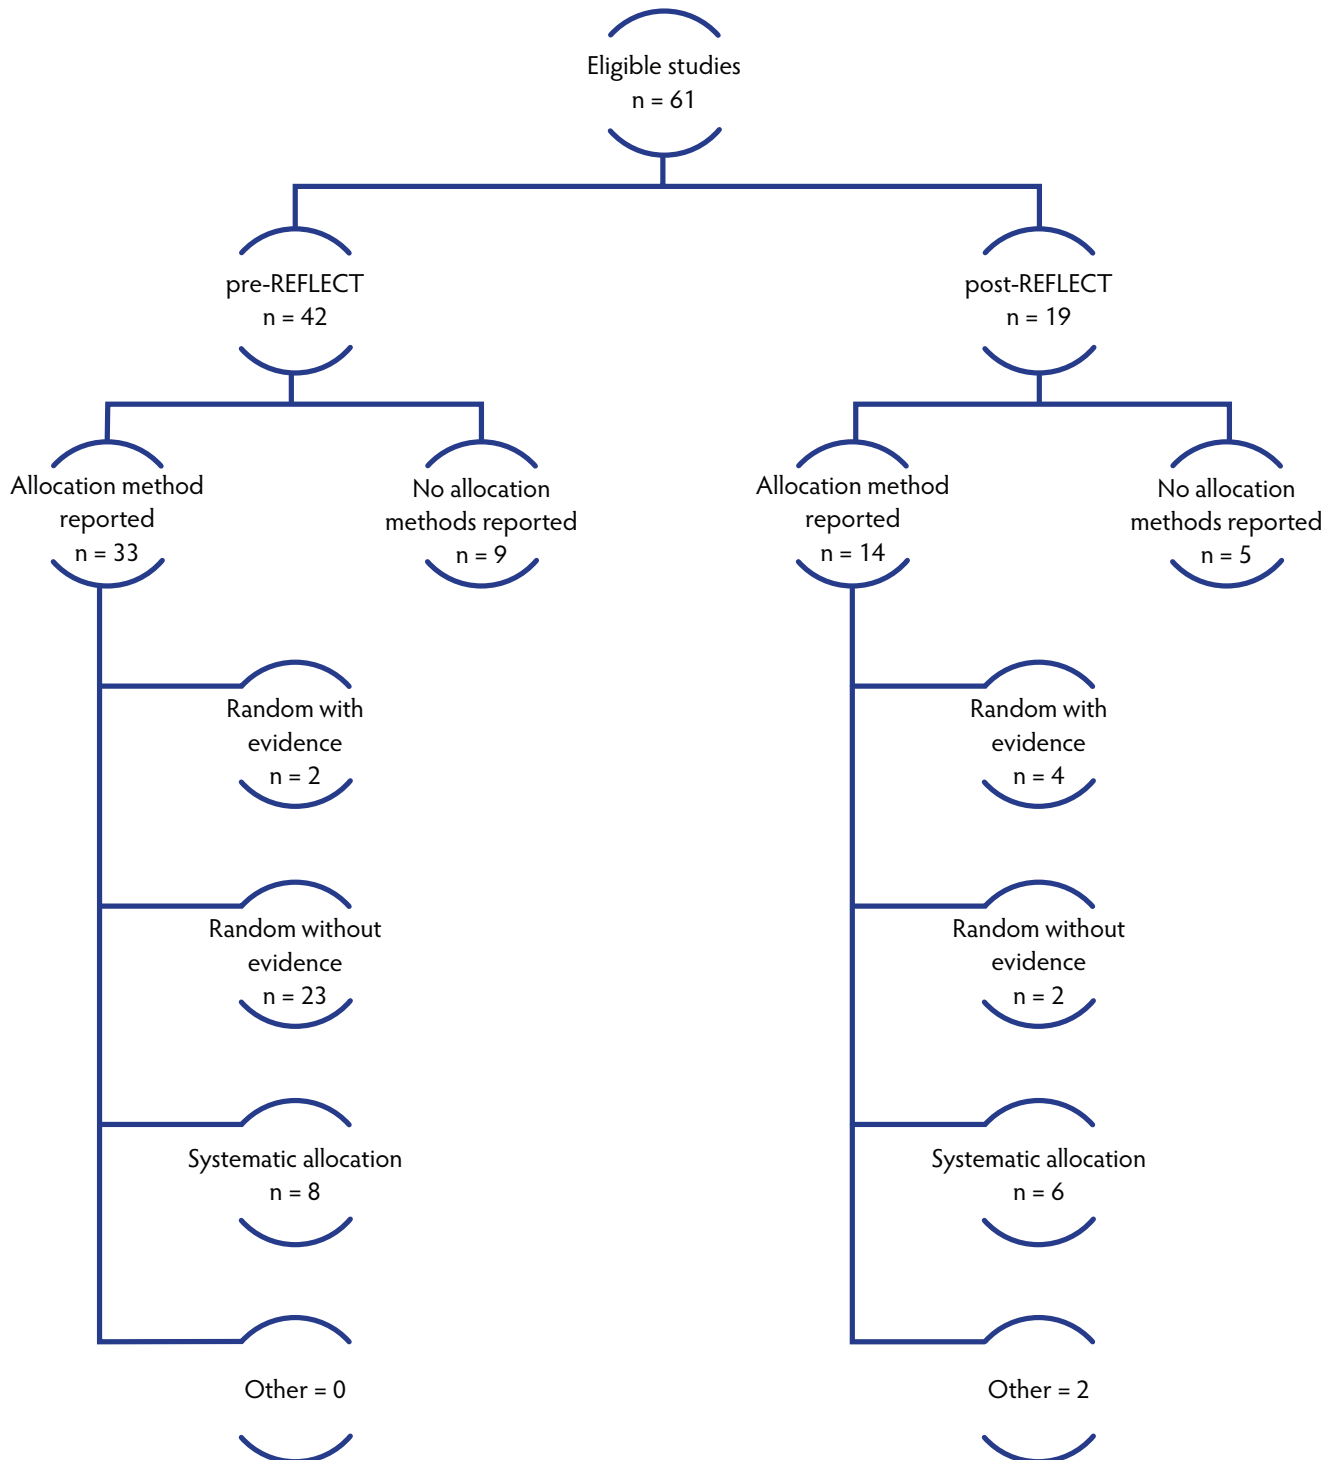 Eligible studies
n = 61
pre-REFLECT
n = 42
post-REFLECT
n = 19
Allocation method
reported
n = 33
No allocation
methods reported
n = 9
Allocation method
reported
n = 14
No allocation
methods reported
n = 5
Random with
evidence
n = 2
Random with
evidence
n = 4
Random without
evidence
n = 23
Random without
evidence
n = 2
Systematic allocation
n = 8
Systematic allocation
n = 6
Other = 0
Other = 2